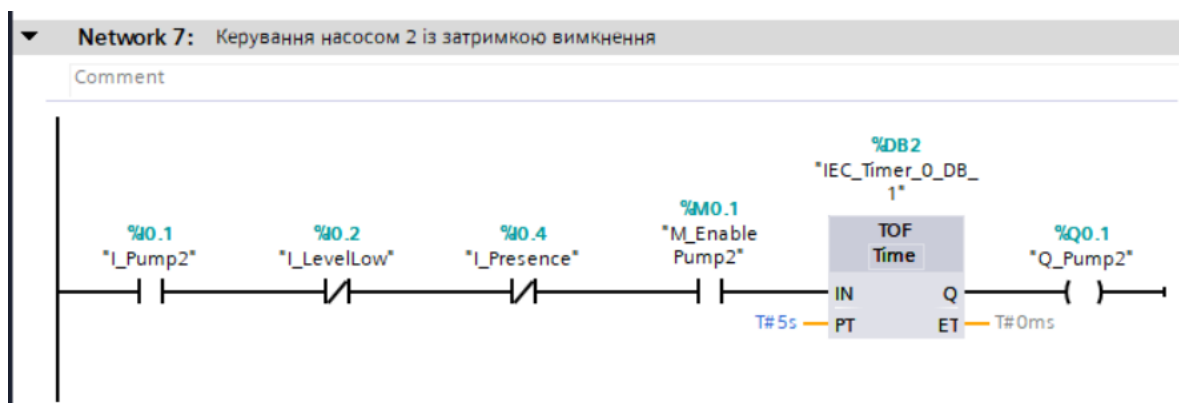 Network 7: Керування насосом 2 із затримкою вимкнення
Comment
%DB2
"IEC_Timer_0_DB_
1"
%I0.1
"I_Pump2"
%I0.2
"I_LevelLow"
%I0.4
"I_Presence"
%M0.1
"M_Enable
Pump2"
TOF
Time
%Q0.1
"Q_Pump2"
IN Q
T#5s PT ET T#0ms